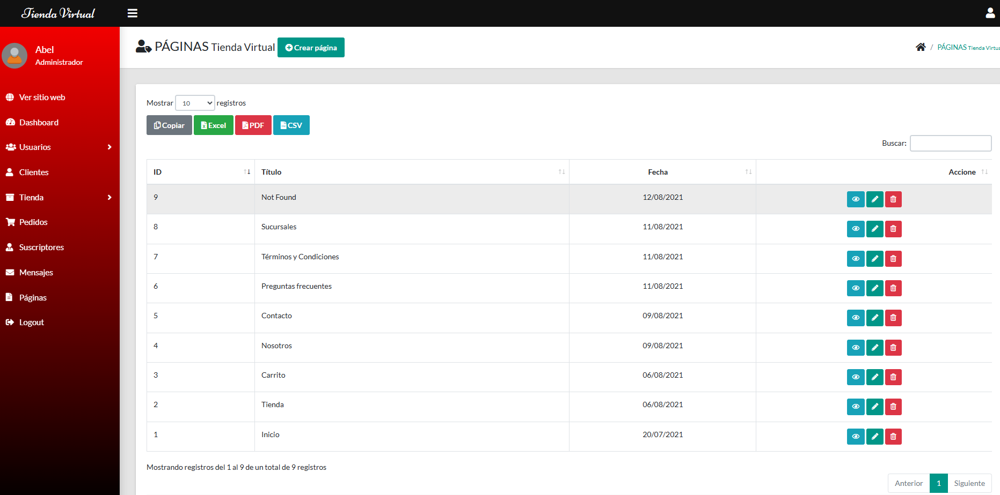 Tienda Virtual
Abel
Administrador
Ver sitio web
Dashboard
Usuarios
Clientes
Tienda
Pedidos
Suscriptores
Mensajes
Páginas
Logout
PÁGINAS Tienda Virtual Crear página
/ PÁGINAS Tienda Virtua
Mostrar 10 registros
Copiar Excel PDF CSV
Buscar:
ID Título Fecha Accione
9 Not Found 12/08/2021
8 Sucursales 11/08/2021
7 Términos y Condiciones 11/08/2021
6 Preguntas frecuentes 11/08/2021
5 Contacto 09/08/2021
4 Nosotros 09/08/2021
3 Carrito 06/08/2021
2 Tienda 06/08/2021
1 Inicio 20/07/2021
Mostrando registros del 1 al 9 de un total de 9 registros
Anterior 1 Siguiente